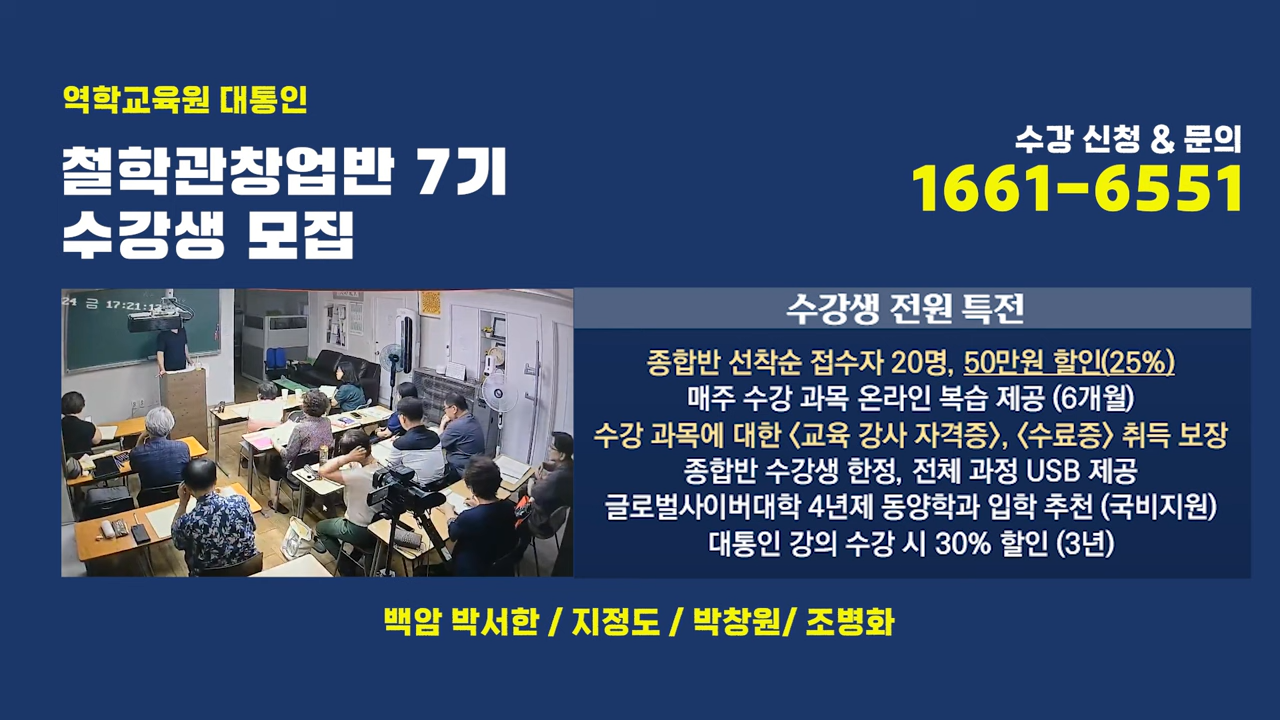 역학교육원 대통인
철학관창업반 7기
수강생 모집
수강 신청 & 문의
1661-6551
24 금 17:21:1
수강생 전원 특전
종합반 선착순 접수자 20명, 50만원 할인(25%)
매주 수강 과목 온라인 복습 제공 (6개월)
수강 과목에 대한 <교육 강사 자격증>, <수료증> 취득 보장
종합반 수강생 한정, 전체 과정 USB 제공
글로벌사이버대학 4년제 동양학과 입학 추천 (국비지원)
대통인 강의 수강 시 30% 할인 (3년)
백암 박서한 / 지정도 / 박창원/ 조병화